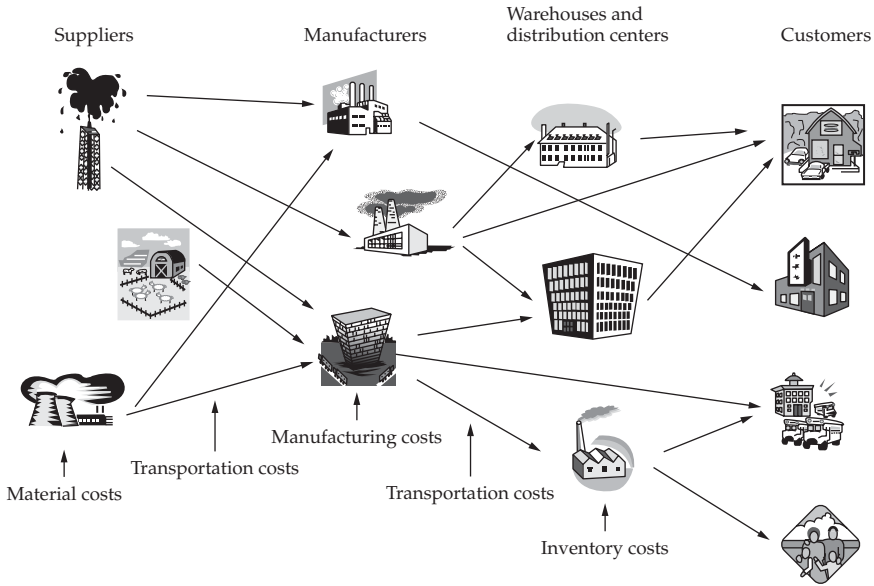 Suppliers
Manufacturers
Warehouses and
distribution centers
Customers
Material costs
Transportation costs
Manufacturing costs
Transportation costs
Inventory costs